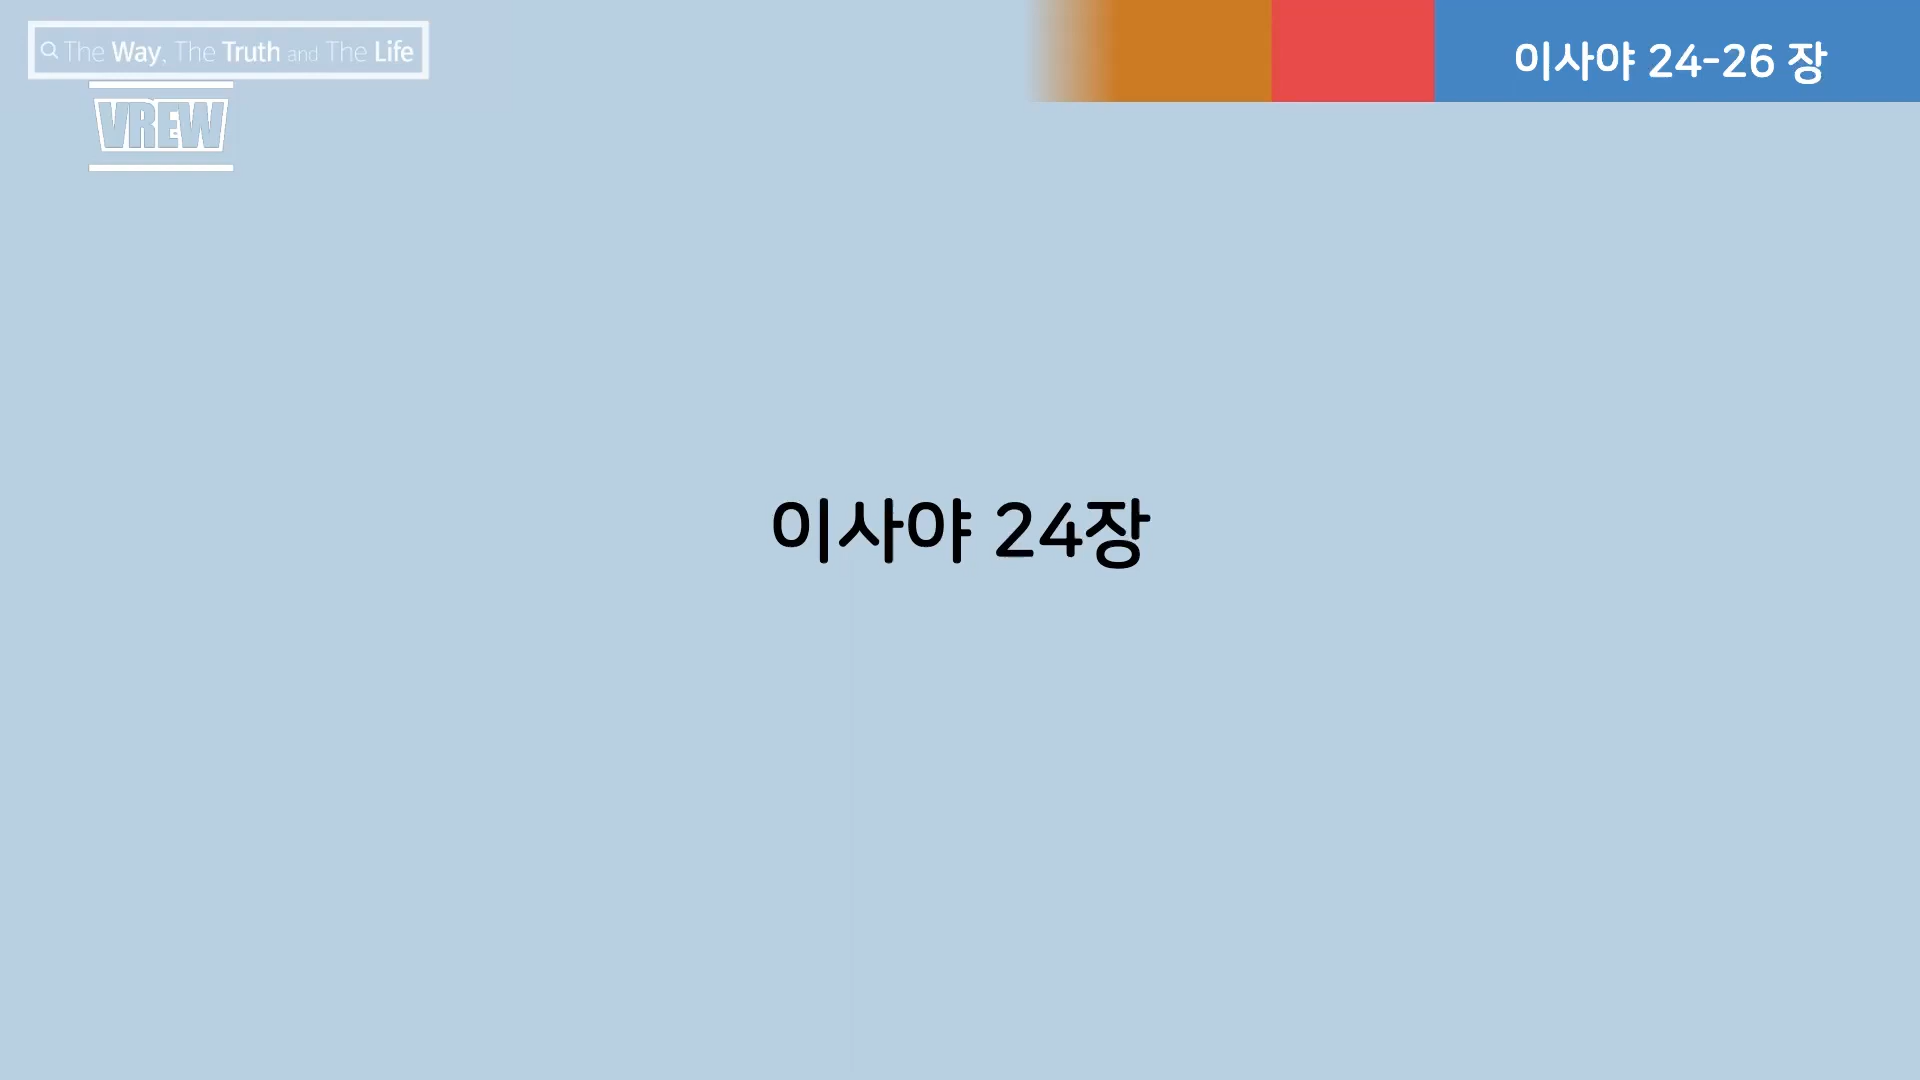 The Way, The Truth and The Life
이사야 24-26 장
VREW
이사야 24장